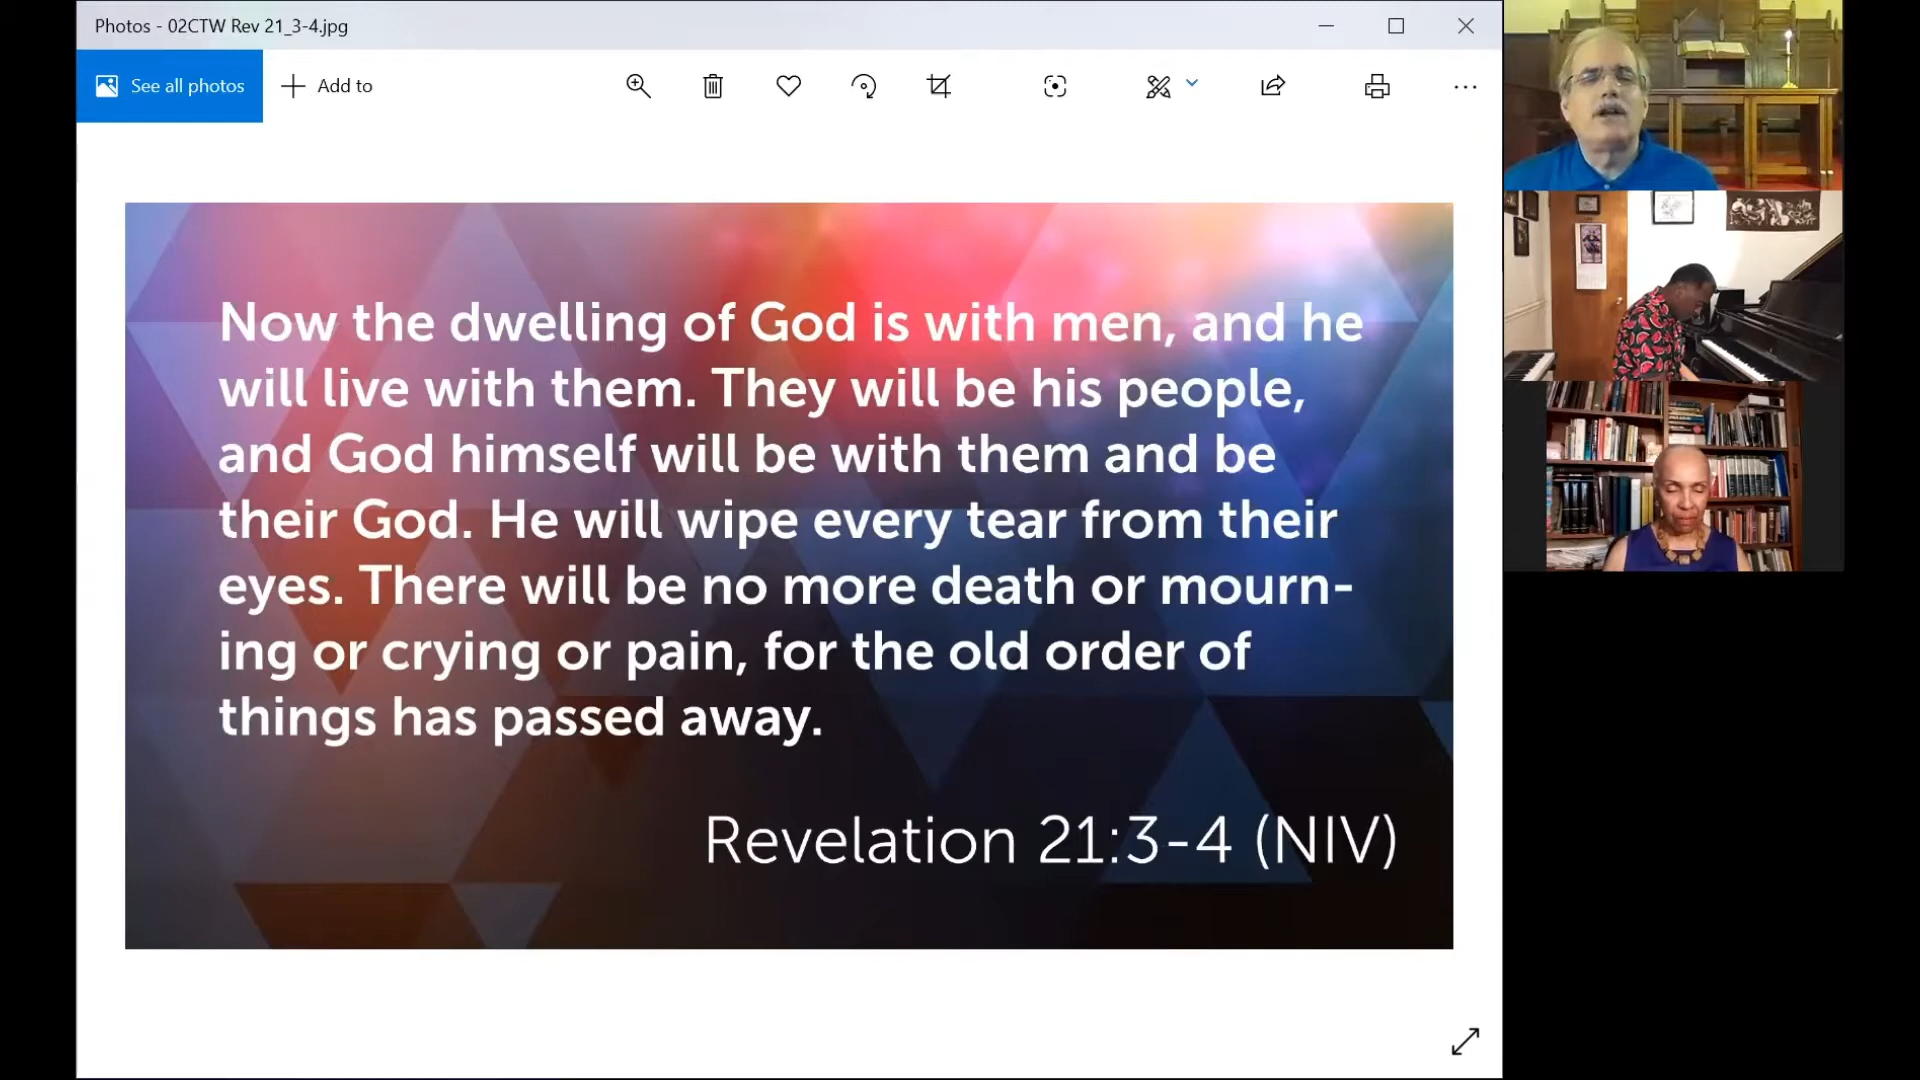 Photos - 02CTW Rev 21_3-4.jpg
See all photos
Add to
Now the dwelling of God is with men, and he
will live with them. They will be his people,
and God himself will be with them and be
their God. He will wipe every tear from their
eyes. There will be no more death or mourn-
ing or crying or pain, for the old order of
things has passed away.
Revelation 21:3-4 (NIV)